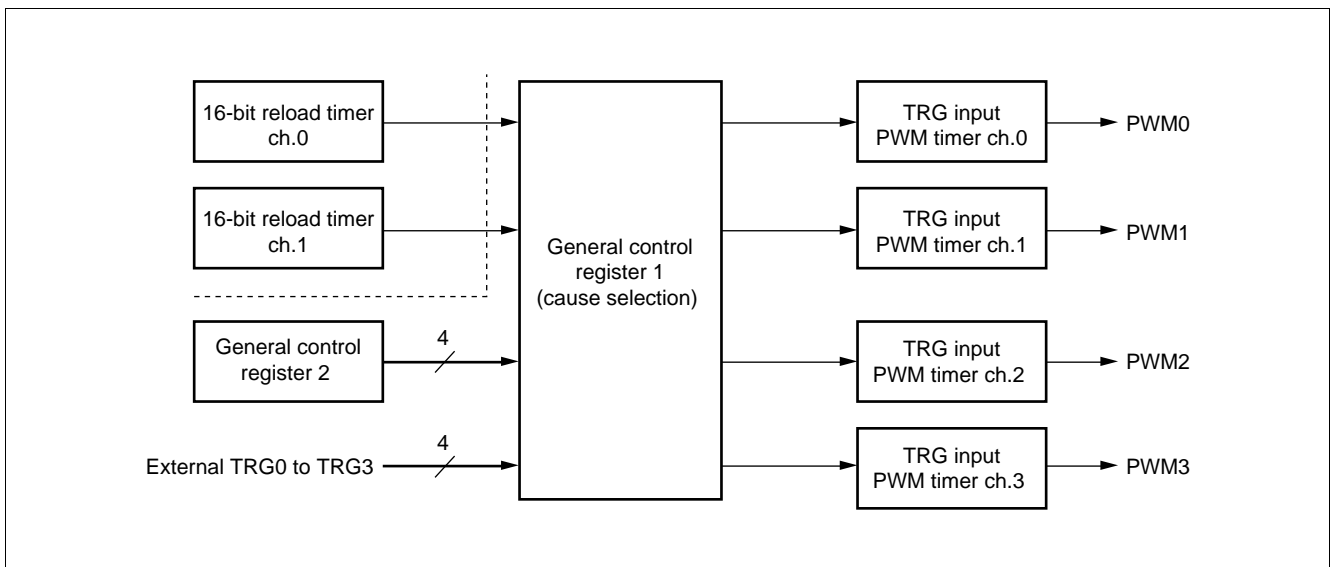 16-bit reload timer
ch.0
16-bit reload timer
ch.1
General control
register 2
4
External TRG0 to TRG3
4
General control
register 1
(cause selection)
TRG input
PWM timer ch.0
PWM0
TRG input
PWM timer ch.1
PWM1
TRG input
PWM timer ch.2
PWM2
TRG input
PWM timer ch.3
PWM3